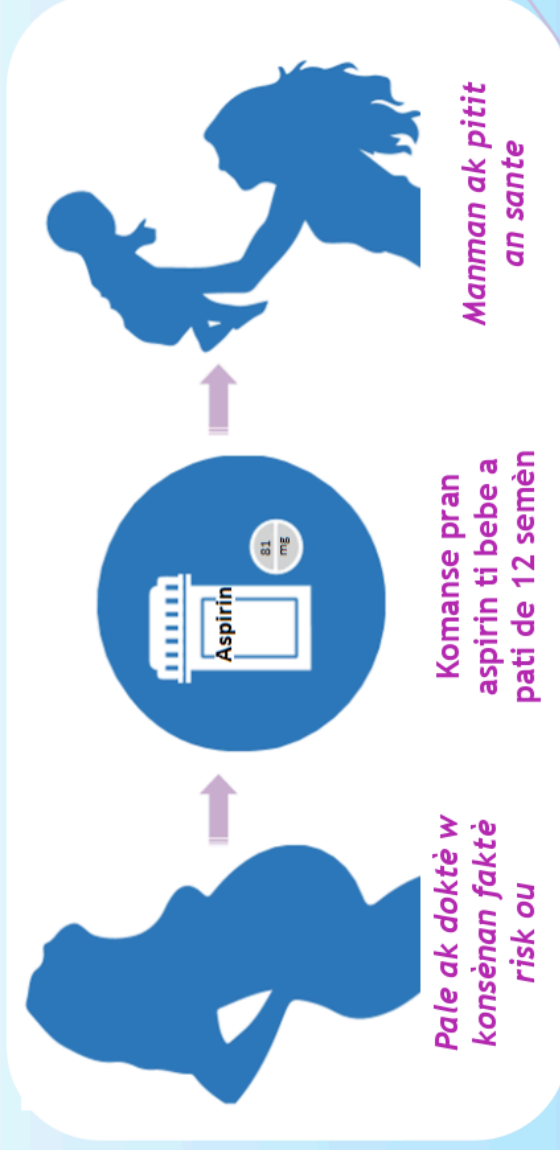 Pale ak doktè w
konsènan faktè
risk ou
Aspirin
81
mg
Komanse pran
aspirin ti bebe a
pati de 12 semèn
Manman ak pitit
an sante